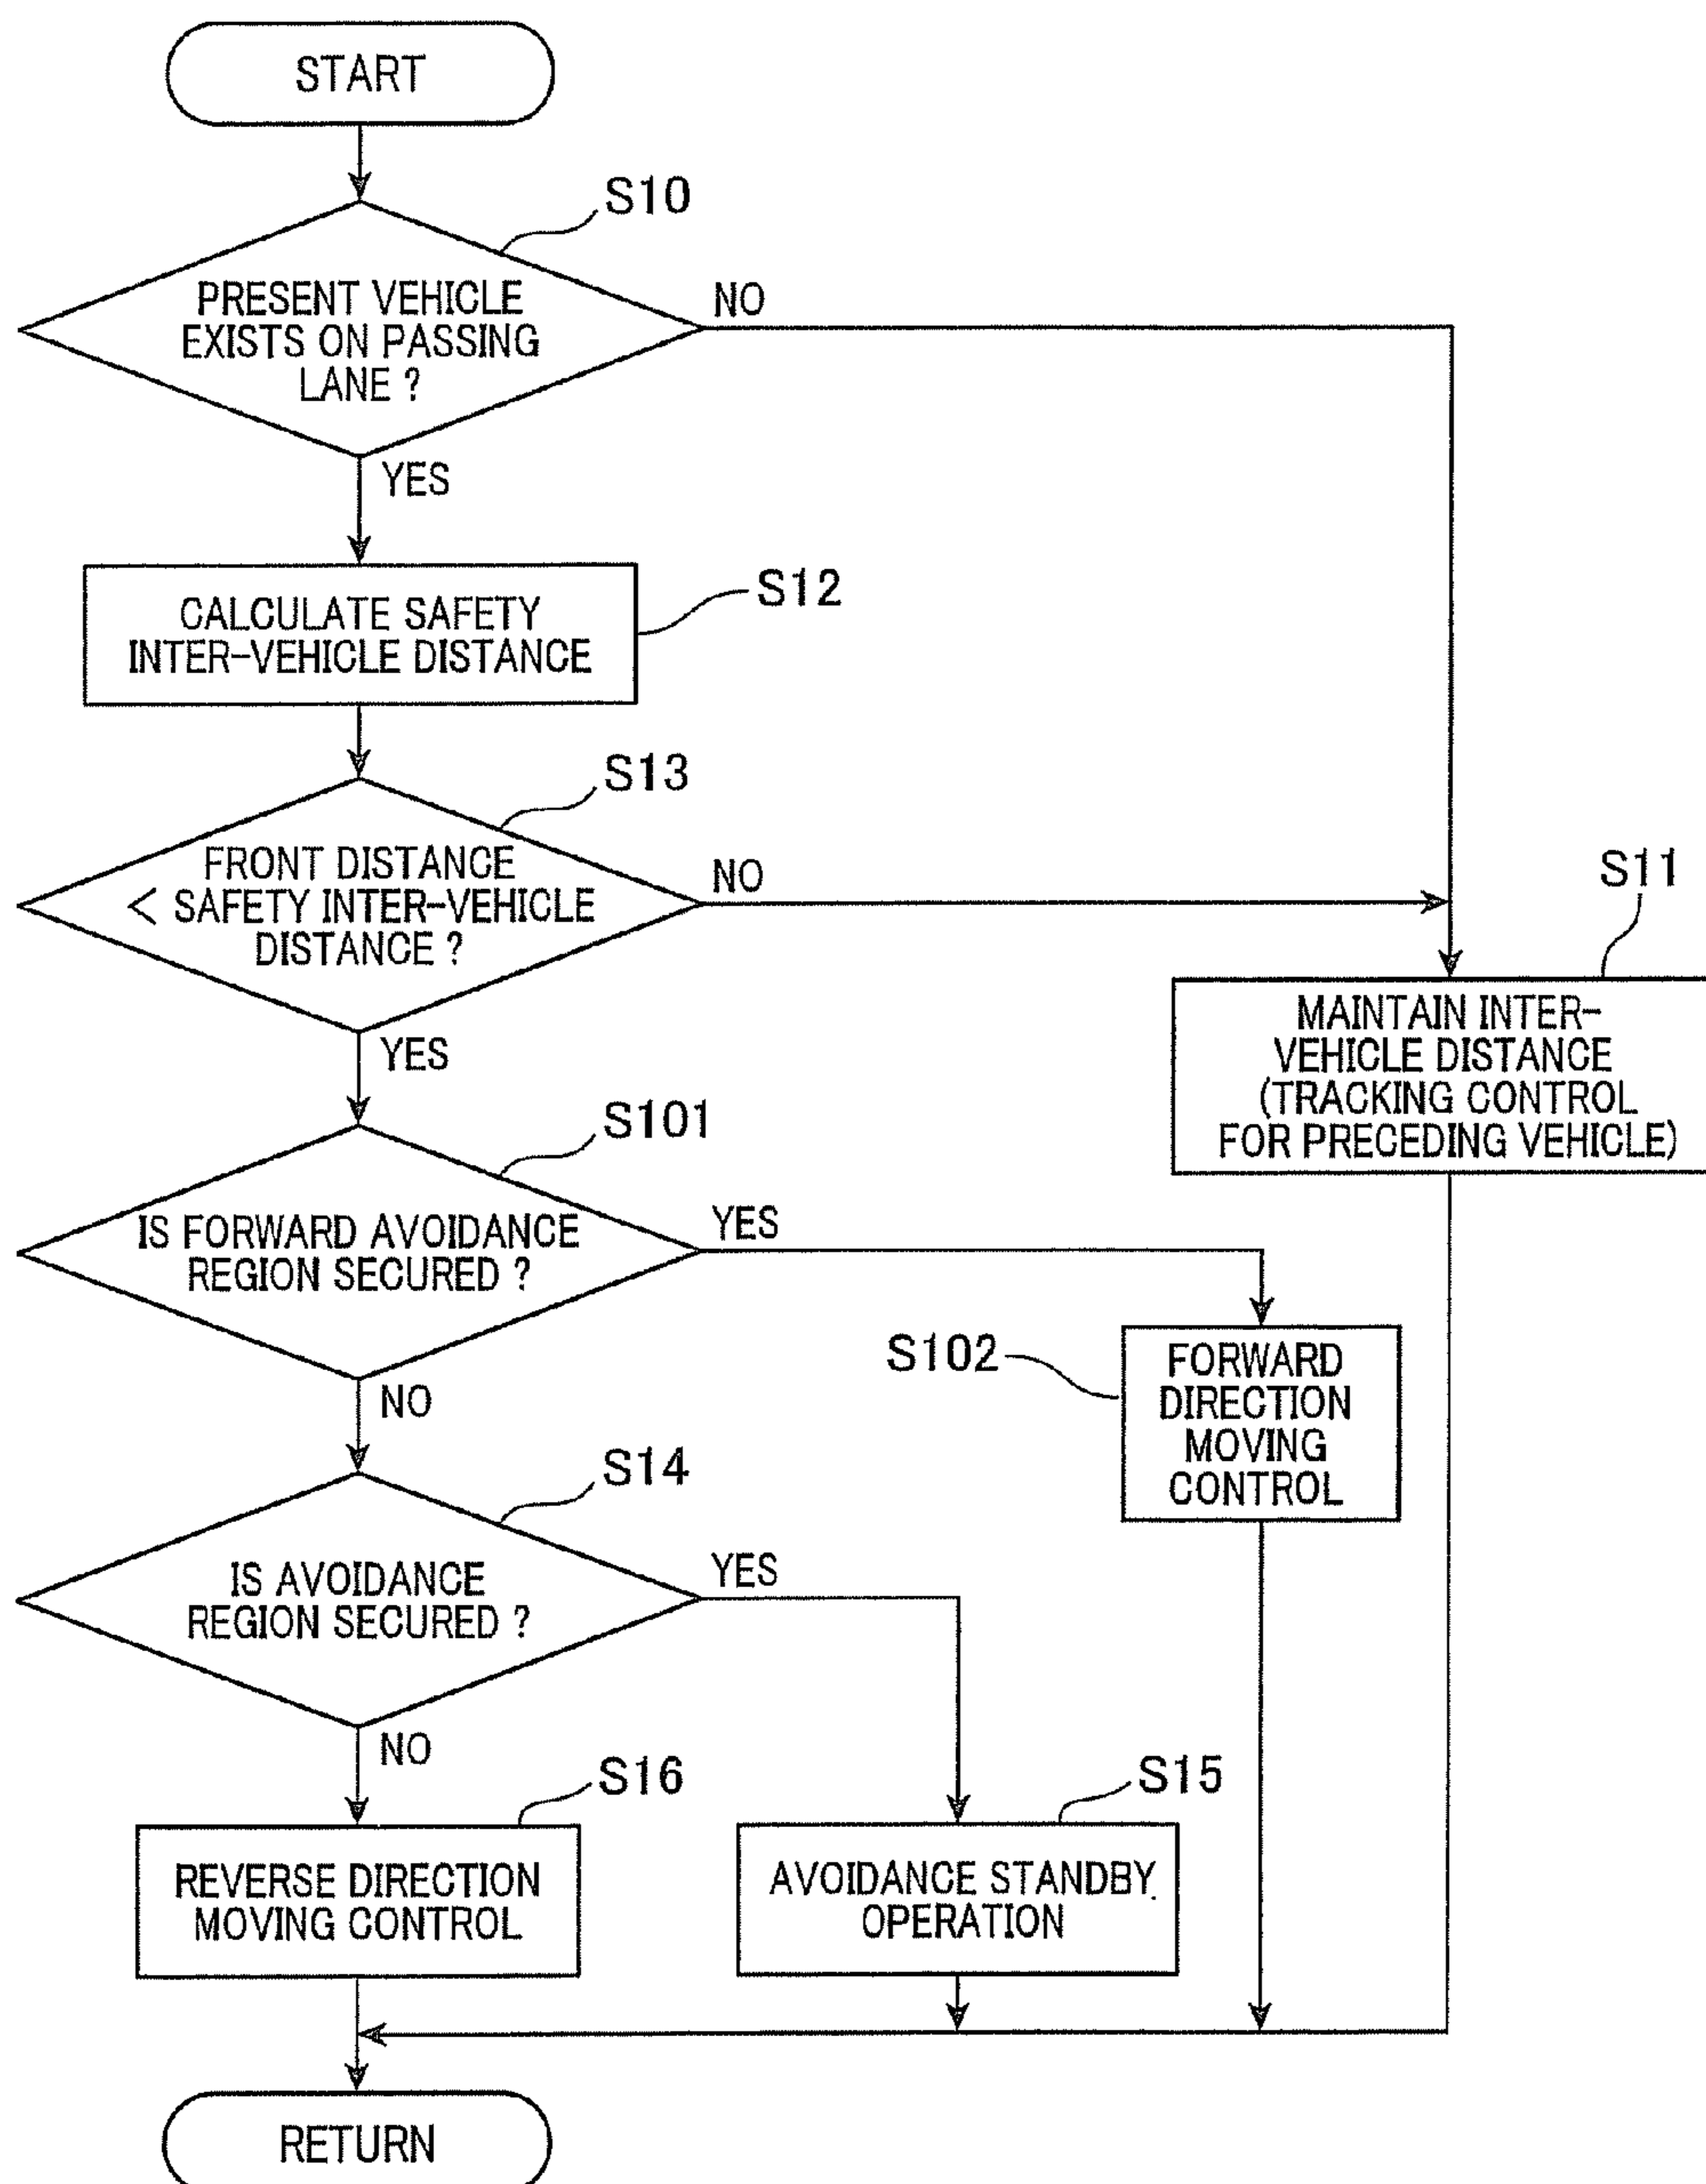 START
S10
PRESENT VEHICLE
EXISTS ON PASSING
LANE ?
NO
YES
S12
CALCULATE SAFETY
INTER-VEHICLE DISTANCE
S13
FRONT DISTANCE
< SAFETY INTER-VEHICLE
DISTANCE ?
NO
YES
S11
MAINTAIN INTER-
VEHICLE DISTANCE
(TRACKING CONTROL
FOR PRECEDING VEHICLE)
S101
IS FORWARD AVOIDANCE
REGION SECURED ?
YES
NO
S102
FORWARD
DIRECTION
MOVING
CONTROL
S14
IS AVOIDANCE
REGION SECURED ?
YES
NO
S16
REVERSE DIRECTION
MOVING CONTROL
S15
AVOIDANCE STANDBY
OPERATION
RETURN